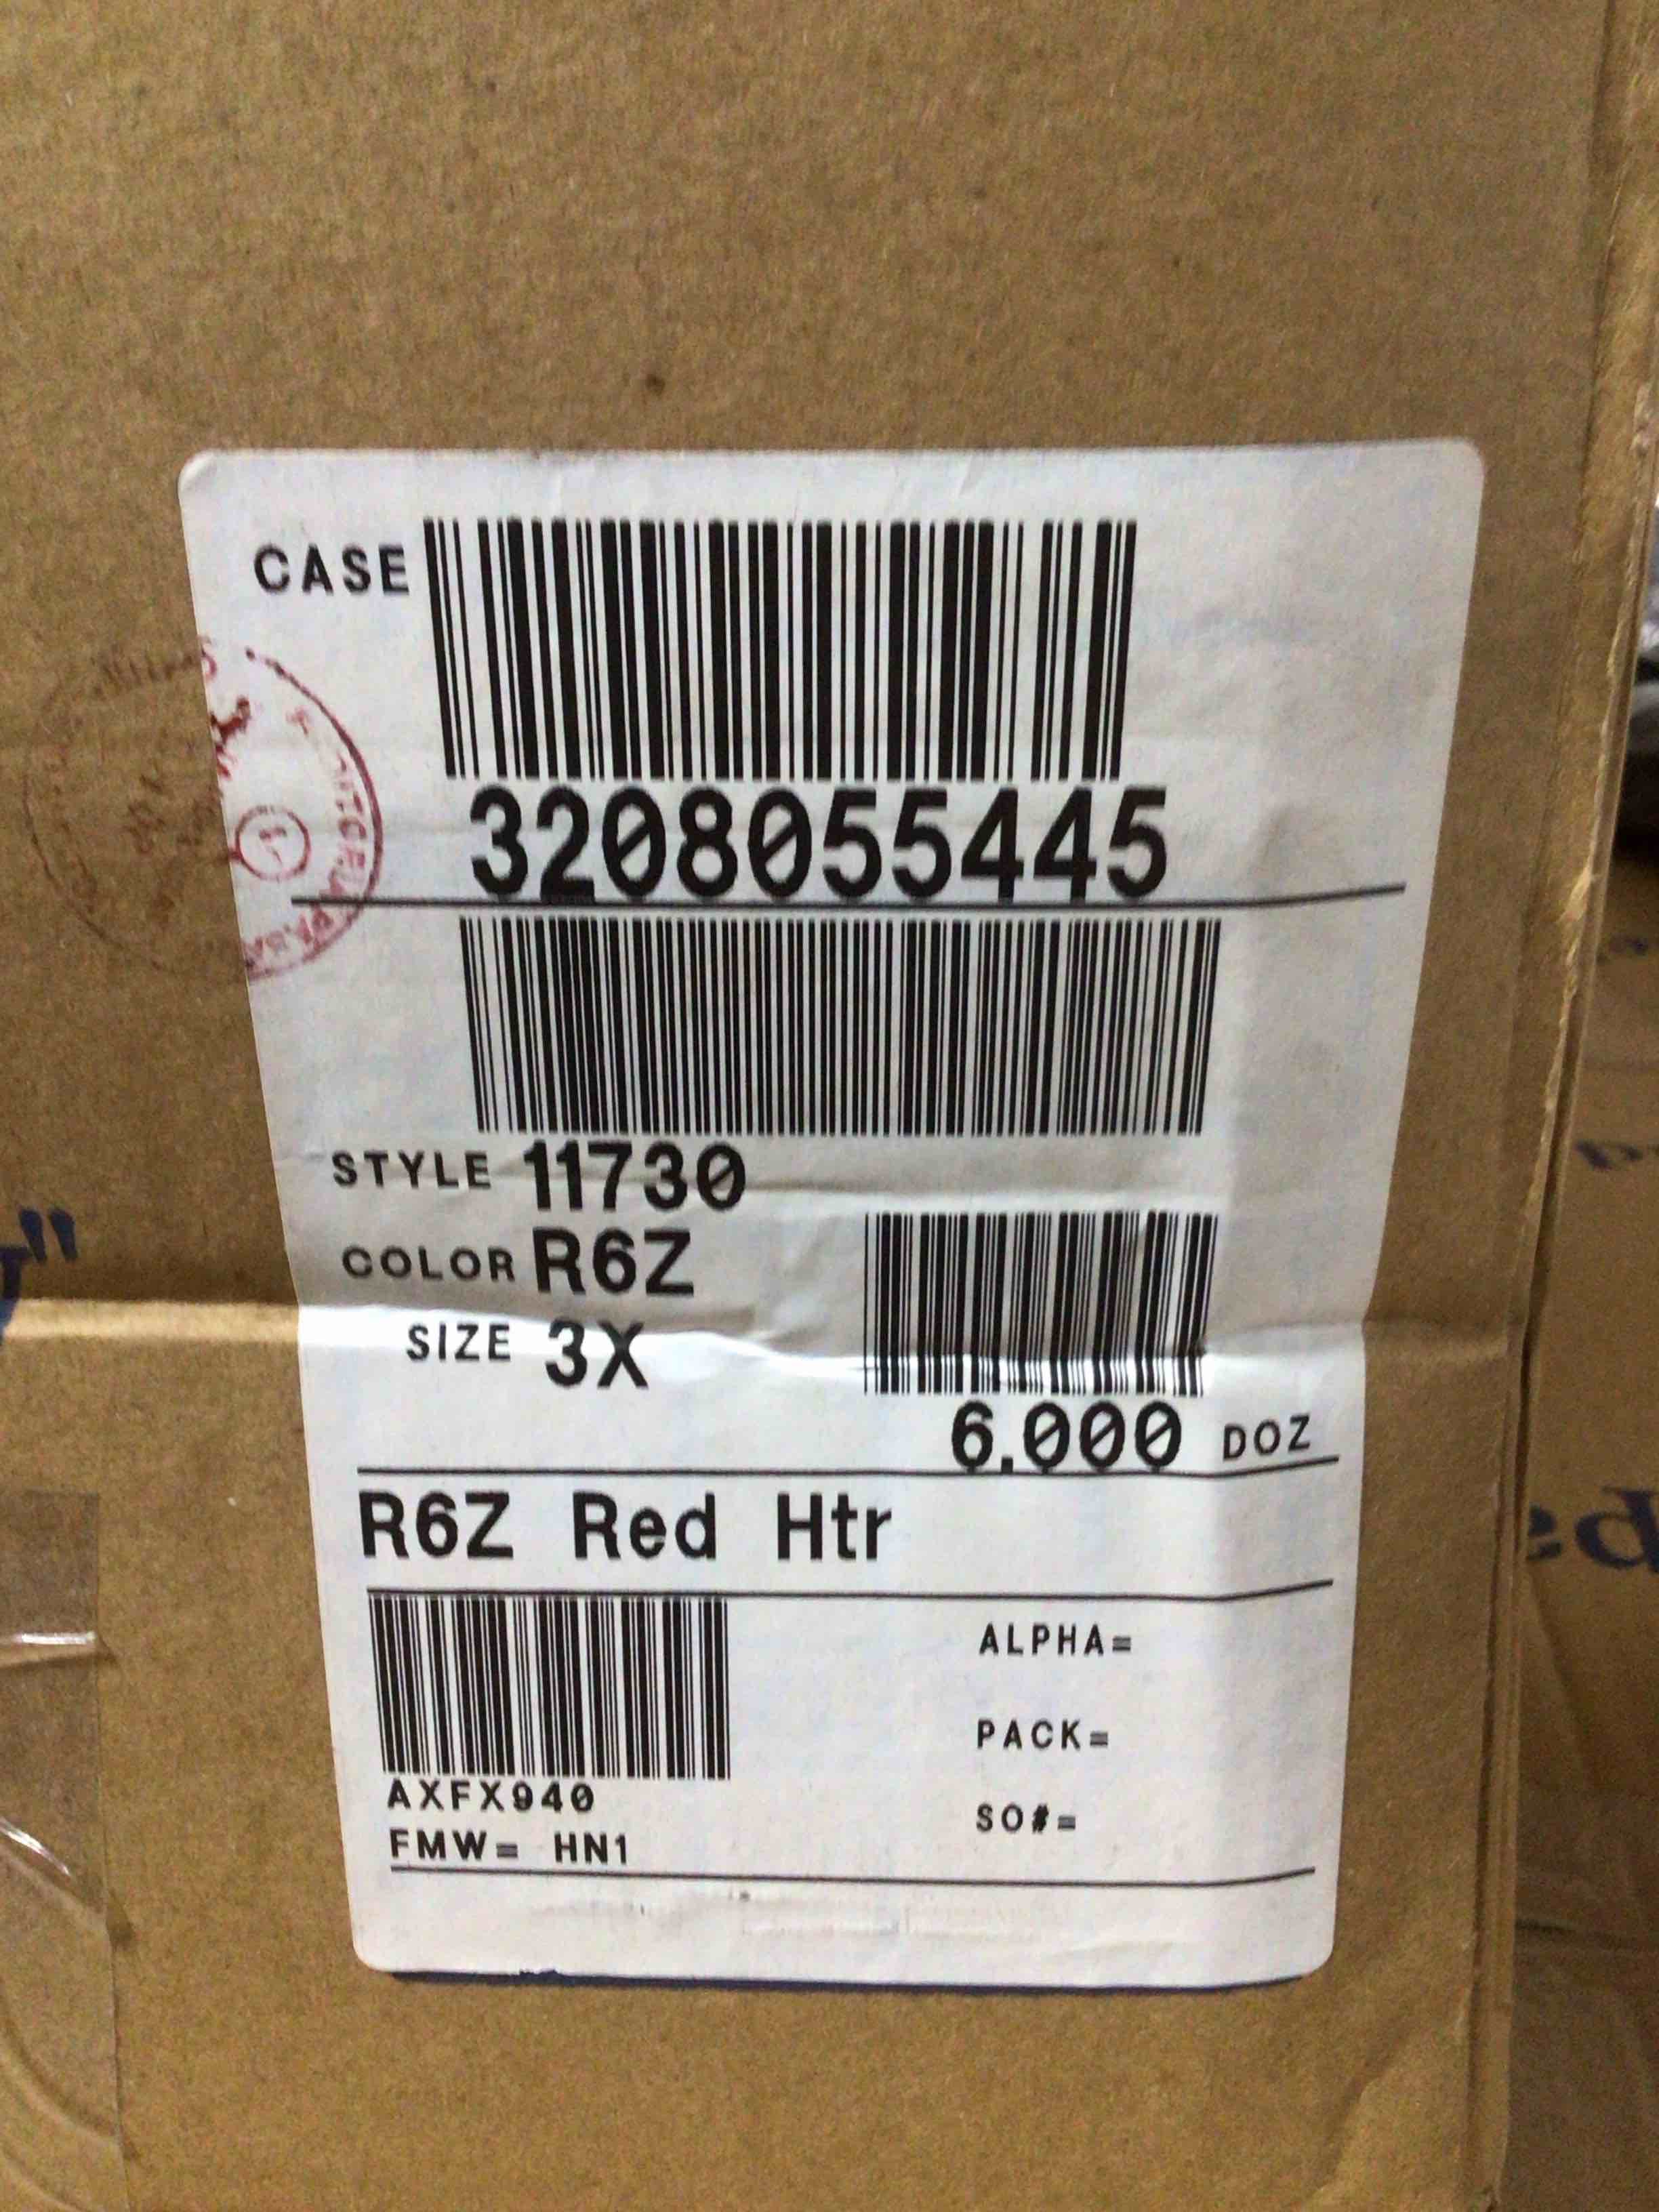 CASE
3208055445
STYLE 11730
COLOR R6Z
SIZE 3X
6.000 DOZ
R6Z Red Htr
ALPHA=
PACK=
AXFX940
SO#=
FMW= HN1
ed